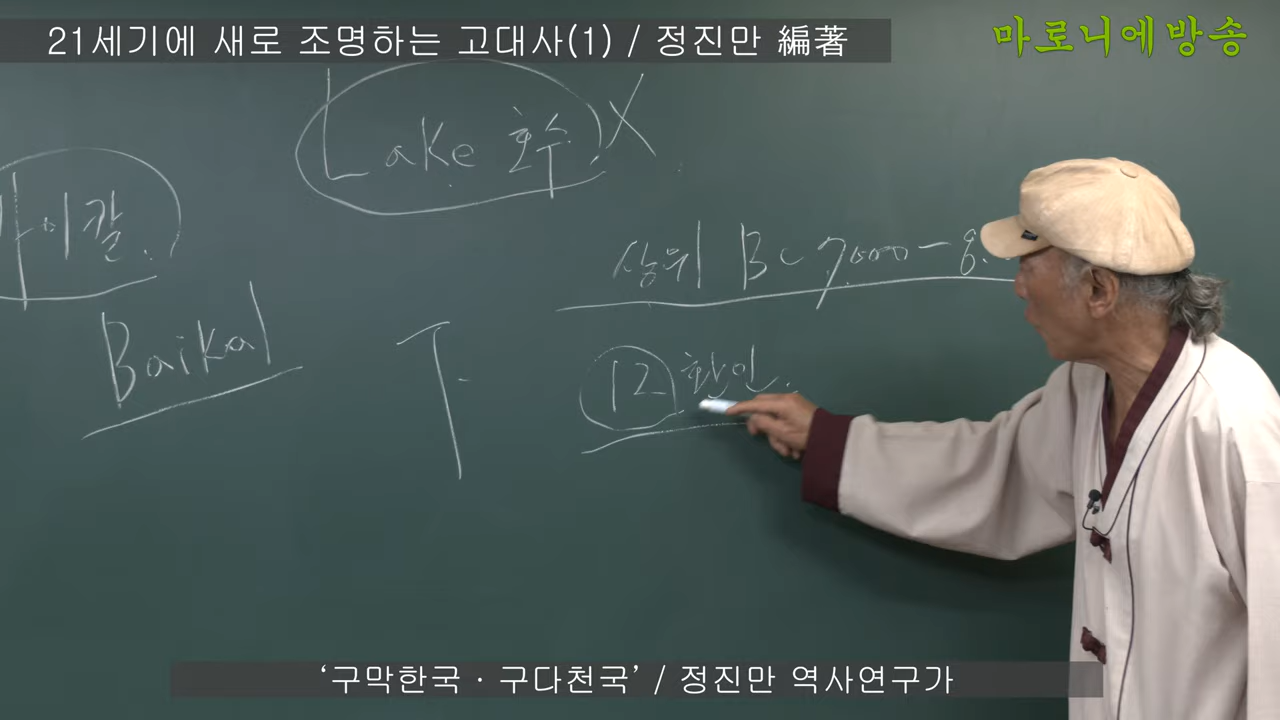 21세기에 새로 조명하는 고대사(1) / 정진만 編著
마로니에방송
Lake 호수 X
바이칼.
상위 BC 7000-8.
Baikal
12 환인.
'구막한국 · 구다천국' / 정진만 역사연구가